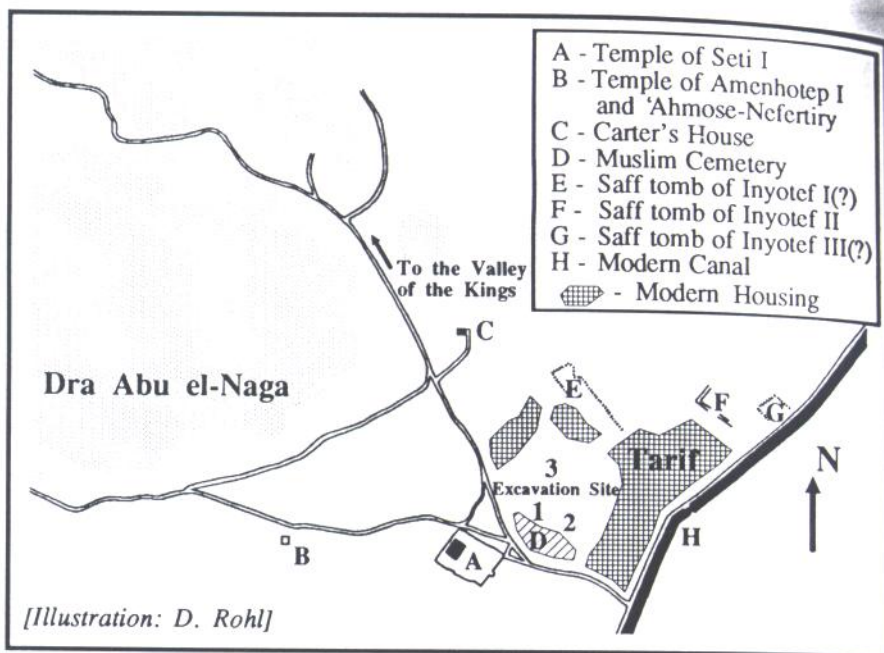 A - Temple of Seti I
B - Temple of Amenhotep I
and 'Ahmose-Nefertiry
C - Carter's House
D - Muslim Cemetery
E - Saff tomb of Inyotef I(?)
F - Saff tomb of Inyotef II
G - Saff tomb of Inyotef III(?)
H - Modern Canal
- Modern Housing
To the Valley
of the Kings
C
Dra Abu el-Naga
E
F
G
Tarif
N
3
Excavation Site
1
2
D
H
B
A
[Illustration: D. Rohl]